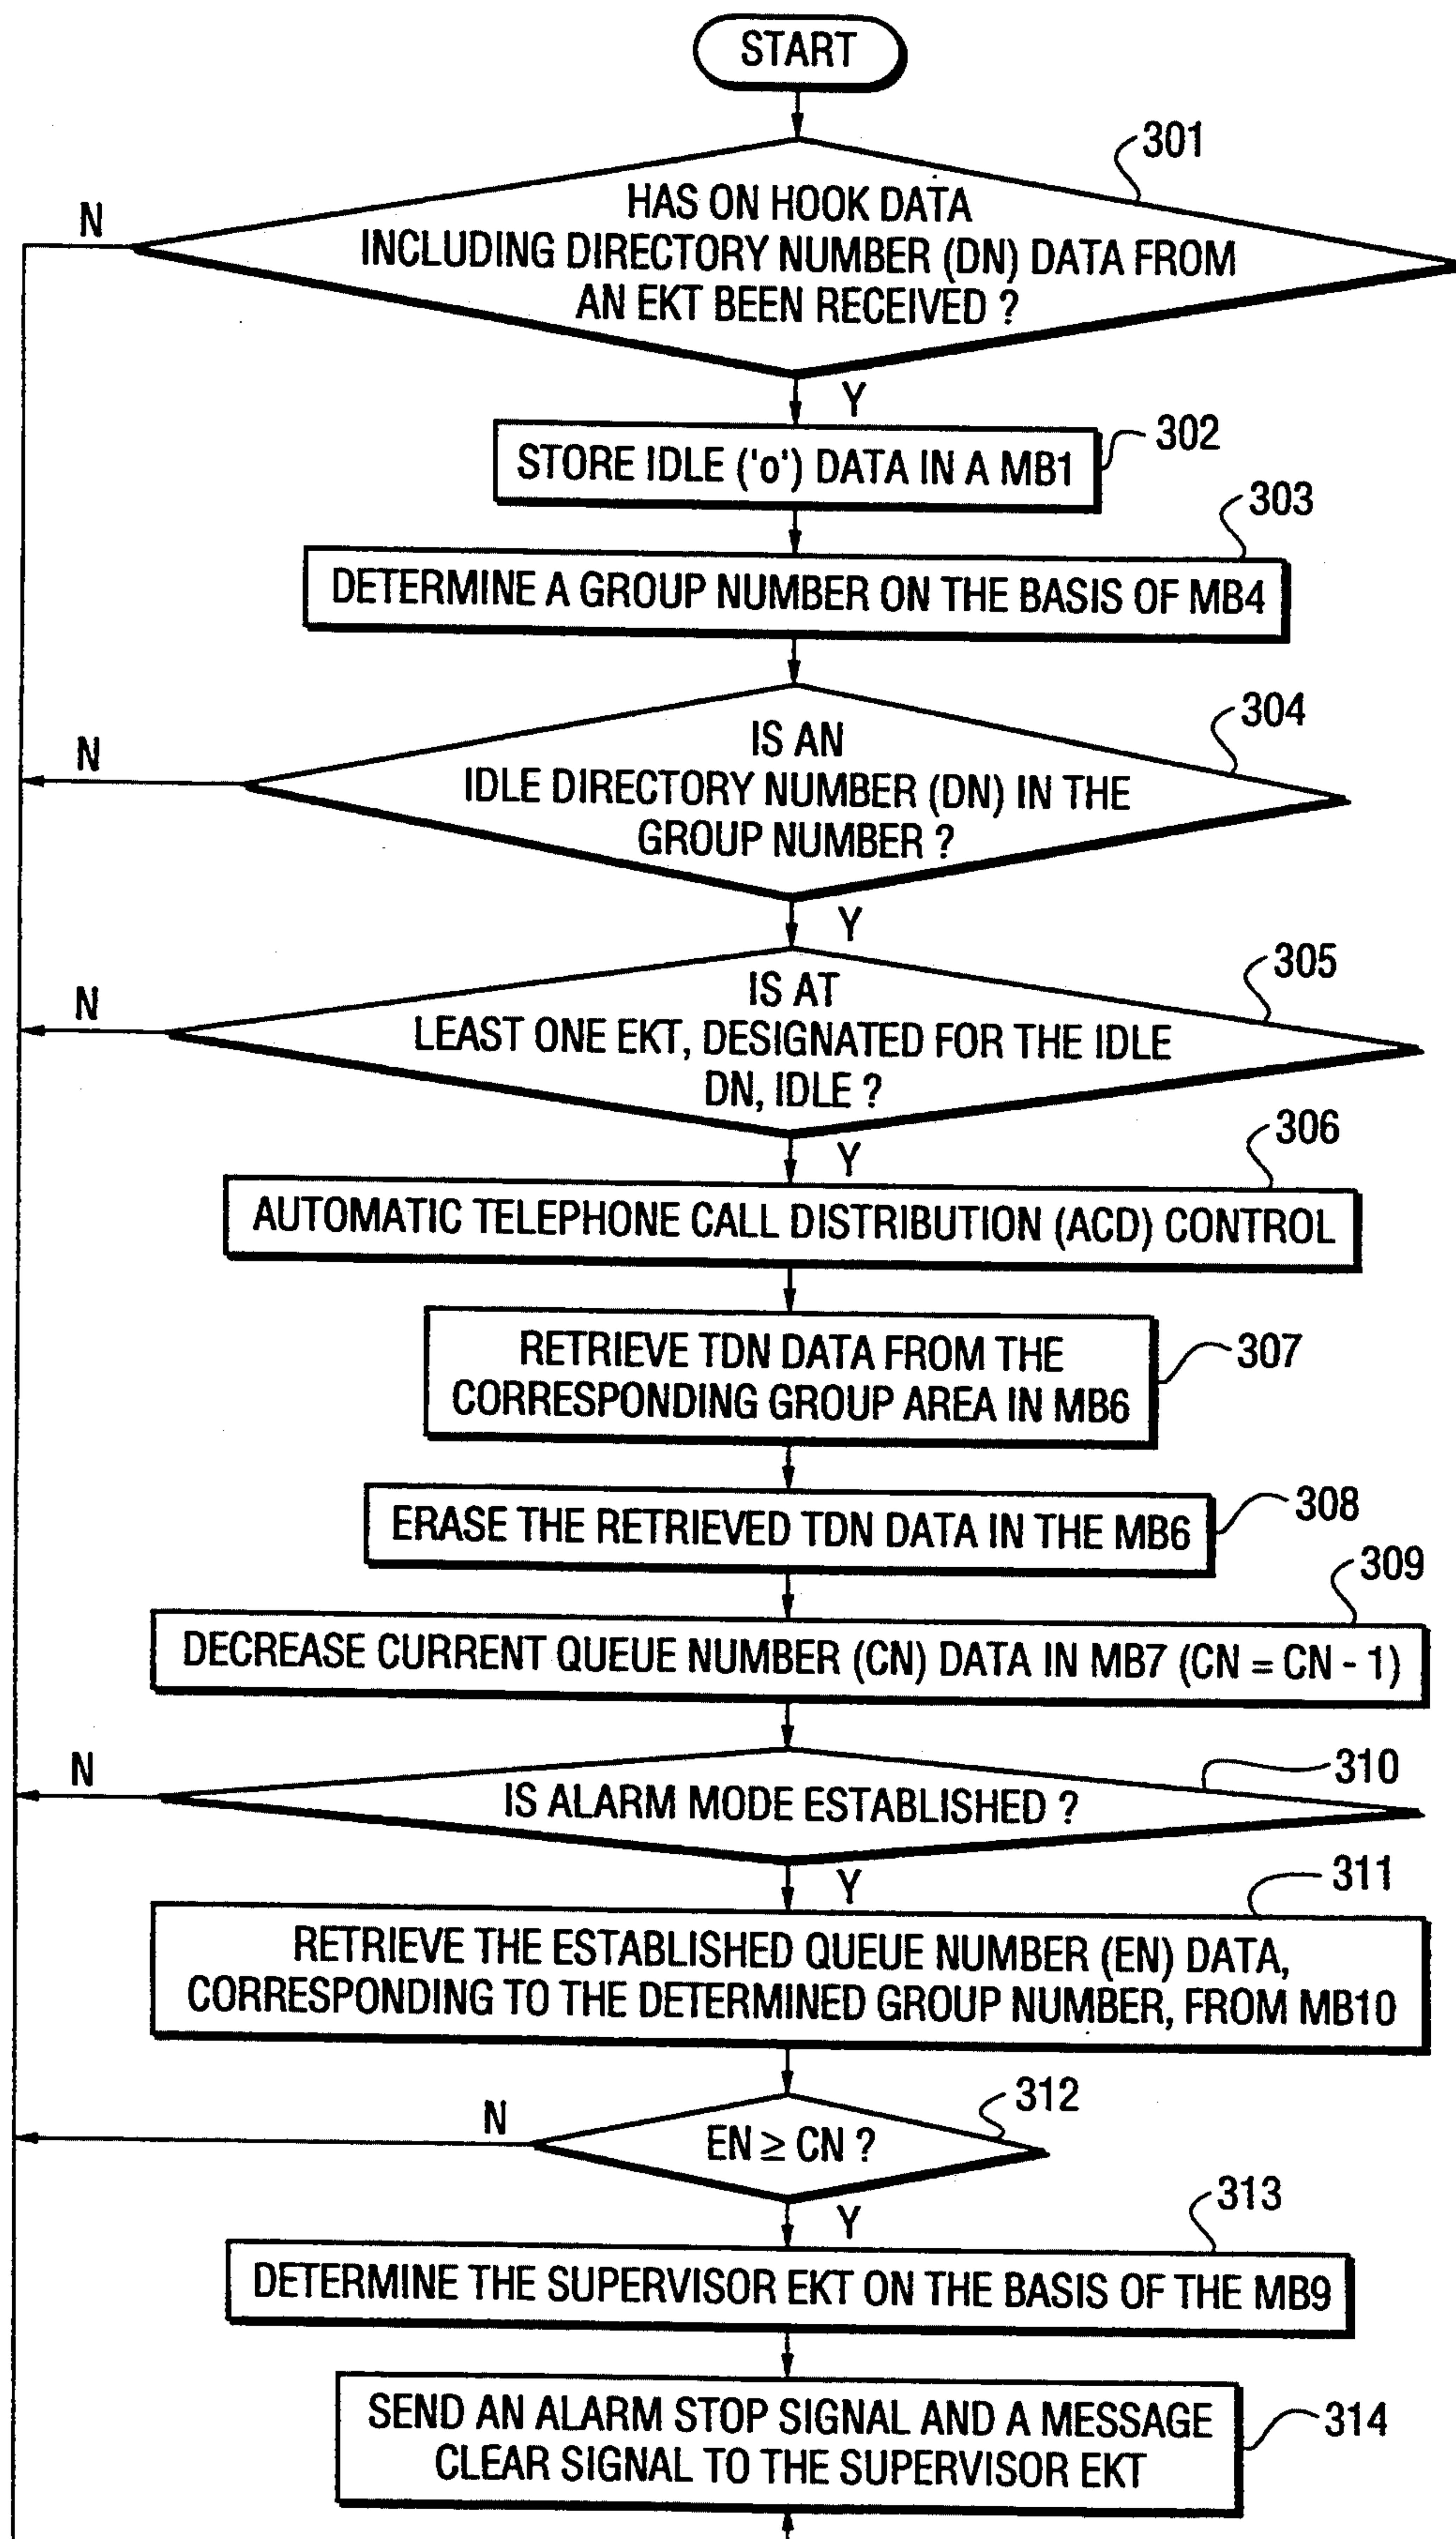 START
301
HAS ON HOOK DATA
INCLUDING DIRECTORY NUMBER (DN) DATA FROM
AN EKT BEEN RECEIVED ?
N
Y
302
STORE IDLE ('o') DATA IN A MB1
303
DETERMINE A GROUP NUMBER ON THE BASIS OF MB4
304
IS AN
IDLE DIRECTORY NUMBER (DN) IN THE
GROUP NUMBER ?
N
Y
305
IS AT
LEAST ONE EKT, DESIGNATED FOR THE IDLE
DN, IDLE ?
N
Y
306
AUTOMATIC TELEPHONE CALL DISTRIBUTION (ACD) CONTROL
RETRIEVE TDN DATA FROM THE
CORRESPONDING GROUP AREA IN MB6
307
ERASE THE RETRIEVED TDN DATA IN THE MB6
308
309
DECREASE CURRENT QUEUE NUMBER (CN) DATA IN MB7 (CN = CN - 1)
N
310
IS ALARM MODE ESTABLISHED ?
Y
311
RETRIEVE THE ESTABLISHED QUEUE NUMBER (EN) DATA,
CORRESPONDING TO THE DETERMINED GROUP NUMBER, FROM MB10
312
N
EN ≥ CN ?
Y
313
DETERMINE THE SUPERVISOR EKT ON THE BASIS OF THE MB9
SEND AN ALARM STOP SIGNAL AND A MESSAGE
CLEAR SIGNAL TO THE SUPERVISOR EKT
314